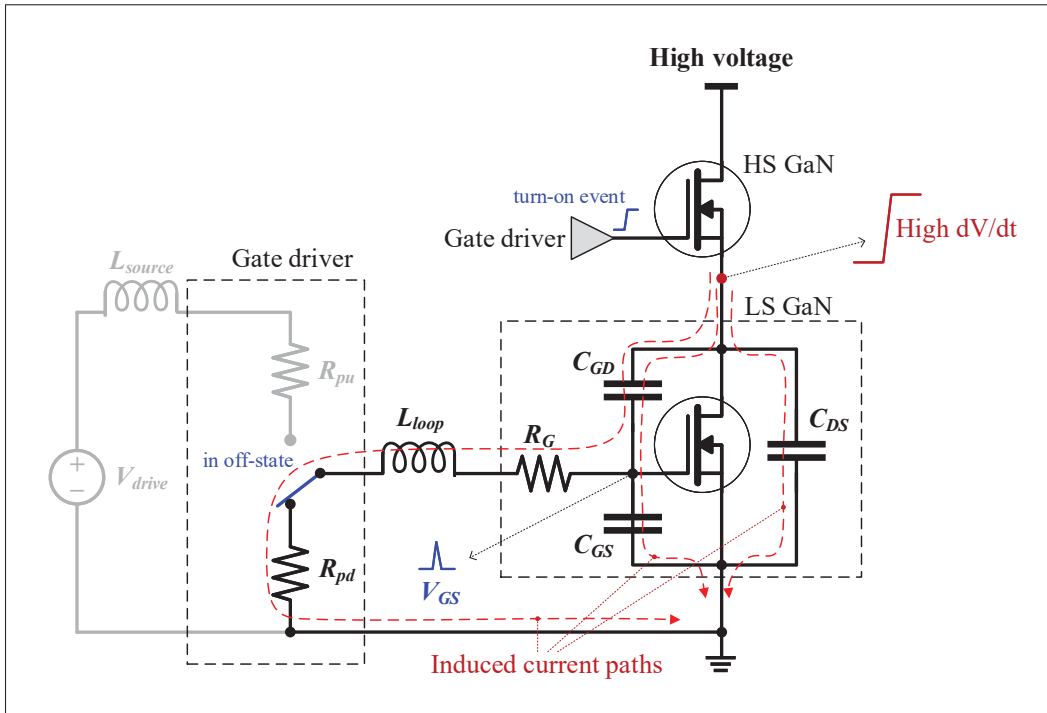 High voltage
HS GaN
turn-on event
Gate driver
High dV/dt
L_source
Gate driver
LS GaN
R_pu
C_GD
L_loop
R_G
C_DS
in off-state
+
V_drive
−
C_GS
R_pd
V_GS
Induced current paths